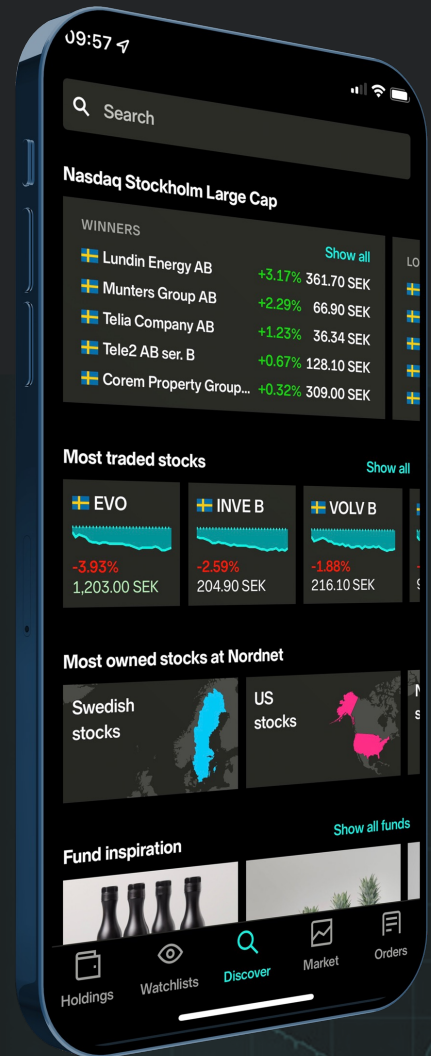 09:57
Search
Nasdaq Stockholm Large Cap
WINNERS
Show all
Lundin Energy AB +3.17% 361.70 SEK
Munters Group AB +2.29% 66.90 SEK
Telia Company AB +1.23% 36.34 SEK
Tele2 AB ser. B +0.67% 128.10 SEK
Corem Property Group... +0.32% 309.00 SEK
LO
Most traded stocks
Show all
EVO
-3.93%
1,203.00 SEK
INVE B
-2.59%
204.90 SEK
VOLV B
-1.88%
216.10 SEK
Most owned stocks at Nordnet
Swedish
stocks
US
stocks
Fund inspiration
Show all funds
Holdings
Watchlists
Discover
Market
Orders